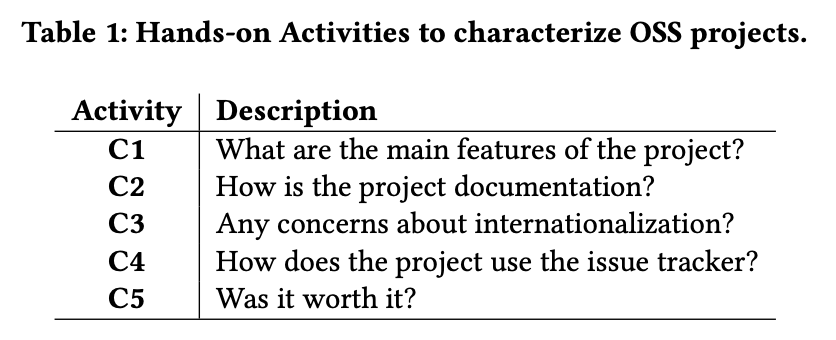 Table 1: Hands-on Activities to characterize OSS projects.
Activity Description
C1 What are the main features of the project?
C2 How is the project documentation?
C3 Any concerns about internationalization?
C4 How does the project use the issue tracker?
C5 Was it worth it?